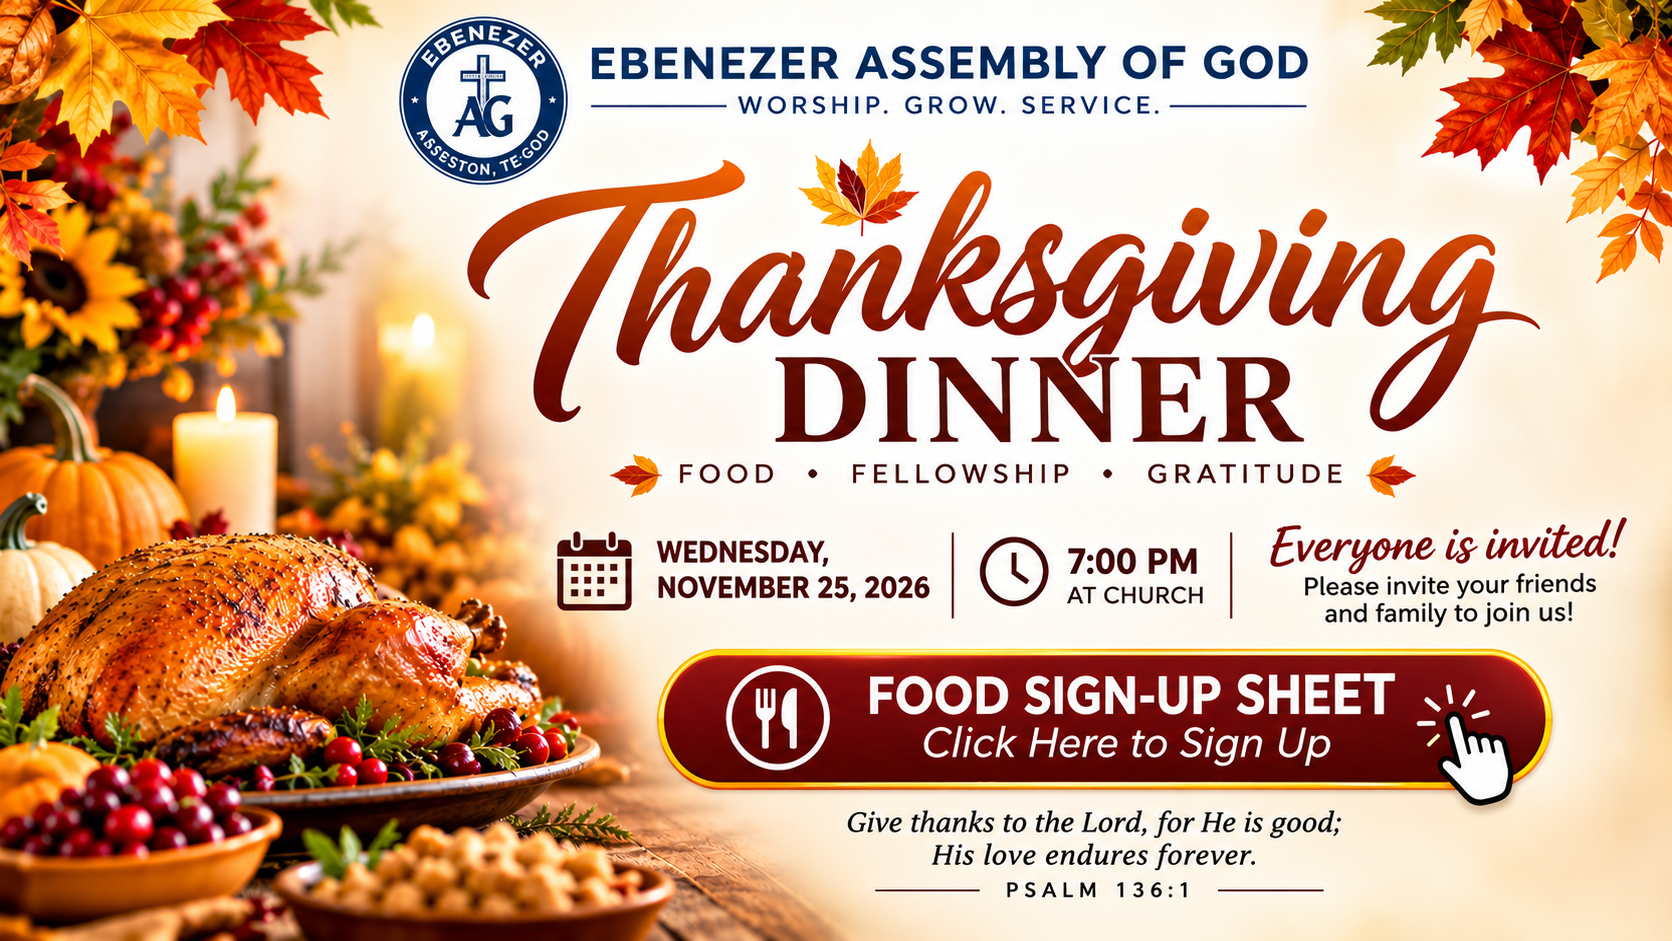 EBENEZER
AG
ABSESTON, TE·GOD
EBENEZER ASSEMBLY OF GOD
WORSHIP. GROW. SERVICE.
Thanksgiving
DINNER
FOOD • FELLOWSHIP • GRATITUDE
WEDNESDAY,
NOVEMBER 25, 2026
7:00 PM
AT CHURCH
Everyone is invited!
Please invite your friends
and family to join us!
FOOD SIGN-UP SHEET
Click Here to Sign Up
Give thanks to the Lord, for He is good;
His love endures forever.
PSALM 136:1